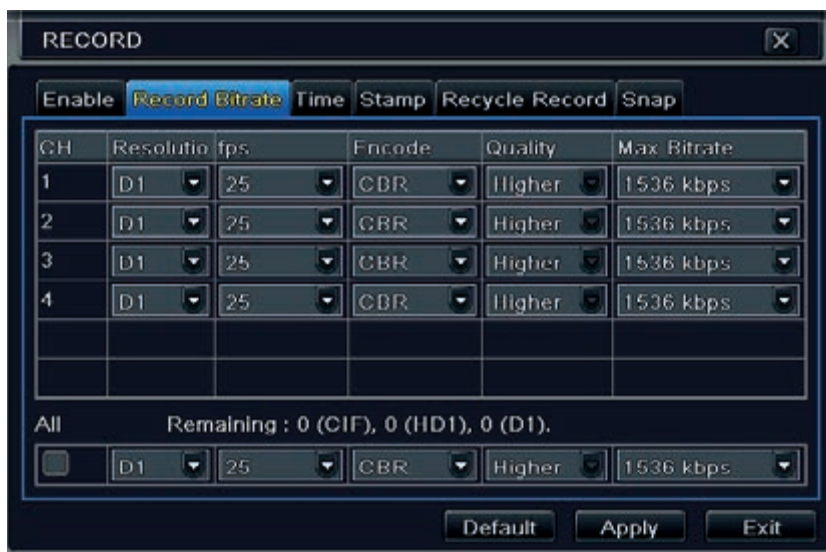 RECORD X
Enable Record Bitrate Time Stamp Recycle Record Snap
CH Resolutio fps Encode Quality Max Bitrate
1 D1 25 CBR Higher 1536 kbps
2 D1 25 CBR Higher 1536 kbps
3 D1 25 CBR Higher 1536 kbps
4 D1 25 CBR Higher 1536 kbps
All Remaining : 0 (CIF), 0 (HD1), 0 (D1).
D1 25 CBR Higher 1536 kbps
Default Apply Exit